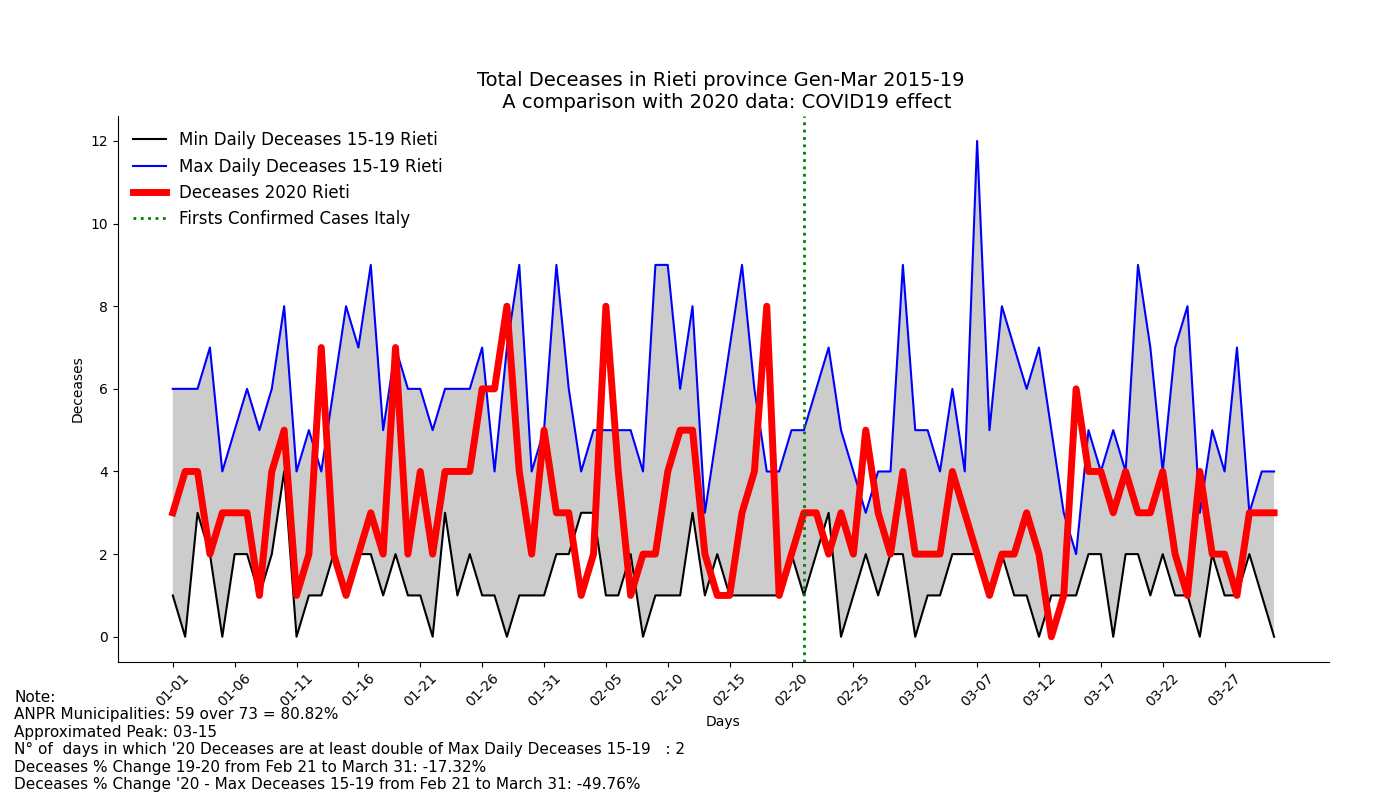 Total Deceases in Rieti province Gen-Mar 2015-19
A comparison with 2020 data: COVID19 effect
Min Daily Deceases 15-19 Rieti
Max Daily Deceases 15-19 Rieti
Deceases 2020 Rieti
Firsts Confirmed Cases Italy
12
10
8
6
4
2
0
Deceases
01-01
01-06
01-11
01-16
01-21
01-26
01-31
02-05
02-10
02-15
02-20
02-25
03-02
03-07
03-12
03-17
03-22
03-27
Days
Note:
ANPR Municipalities: 59 over 73 = 80.82%
Approximated Peak: 03-15
N° of  days in which '20 Deceases are at least double of Max Daily Deceases 15-19   : 2
Deceases % Change 19-20 from Feb 21 to March 31: -17.32%
Deceases % Change '20 - Max Deceases 15-19 from Feb 21 to March 31: -49.76%